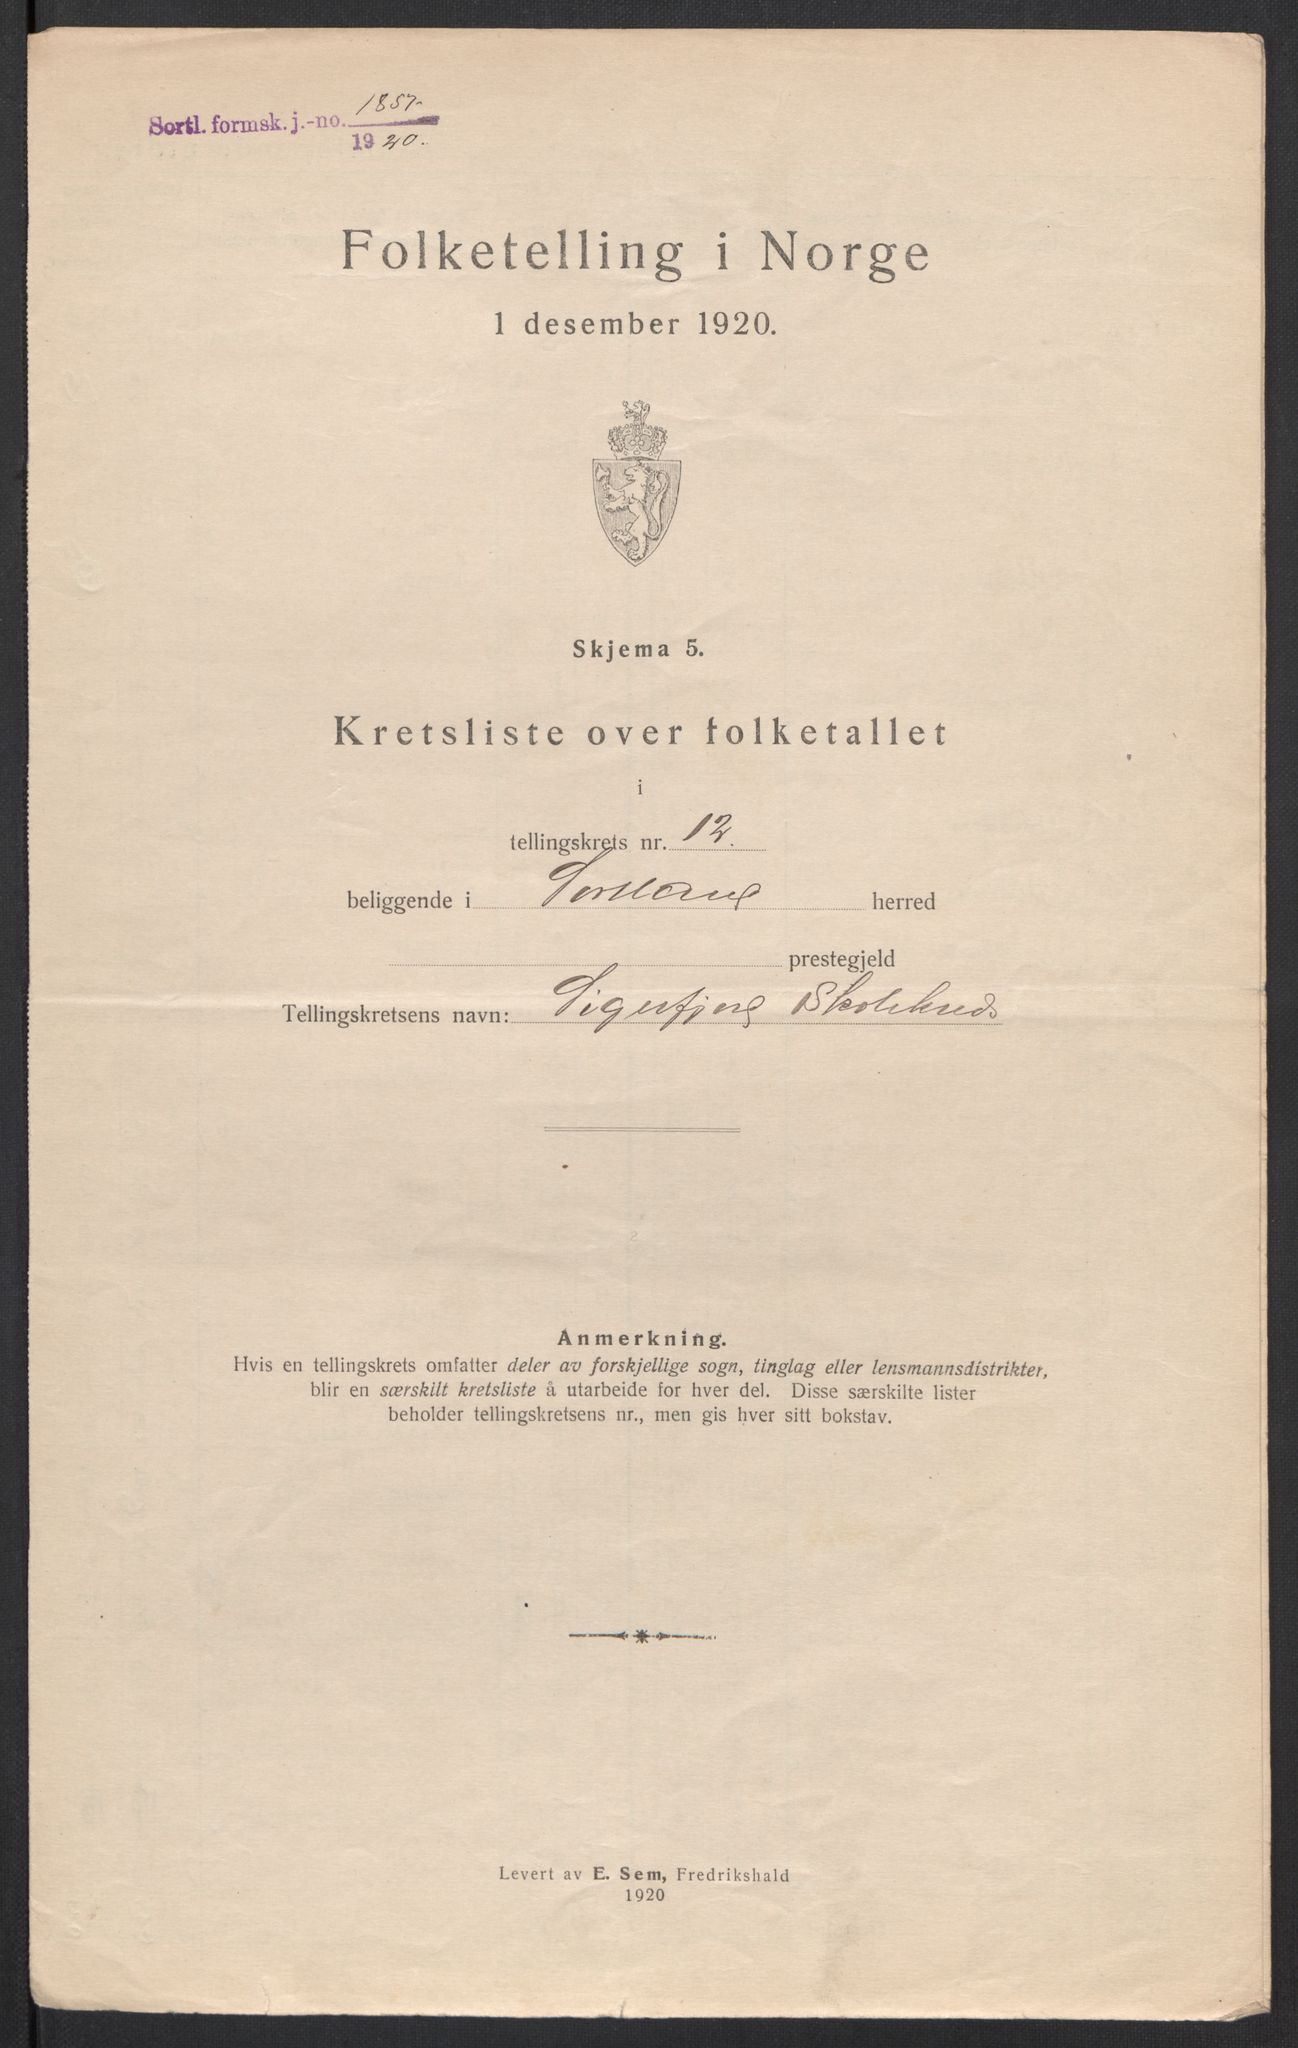 Sortl. formsk. j.-no. 1857-
1920.
Folketelling i Norge
1 desember 1920.
Skjema 5.
Kretsliste over folketallet
i
tellingskrets nr. 12.
beliggende i Sortland herred
prestegjeld
Tellingskretsens navn: Sigerfjord Skolekreds
Anmerkning.
Hvis en tellingskrets omfatter deler av forskjellige sogn, tinglag eller lensmannsdistrikter,
blir en særskilt kretsliste å utarbeide for hver del. Disse særskilte lister
beholder tellingskretsens nr., men gis hver sitt bokstav.
Levert av E. Sem, Fredrikshald
1920